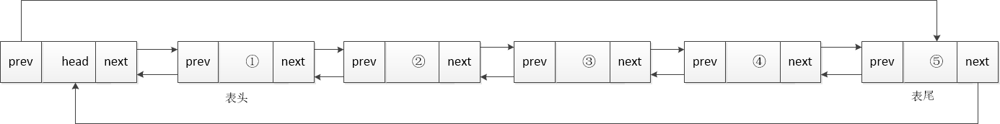 prev head next prev ① next prev ② next prev ③ next prev ④ next prev ⑤ next
表头 表尾